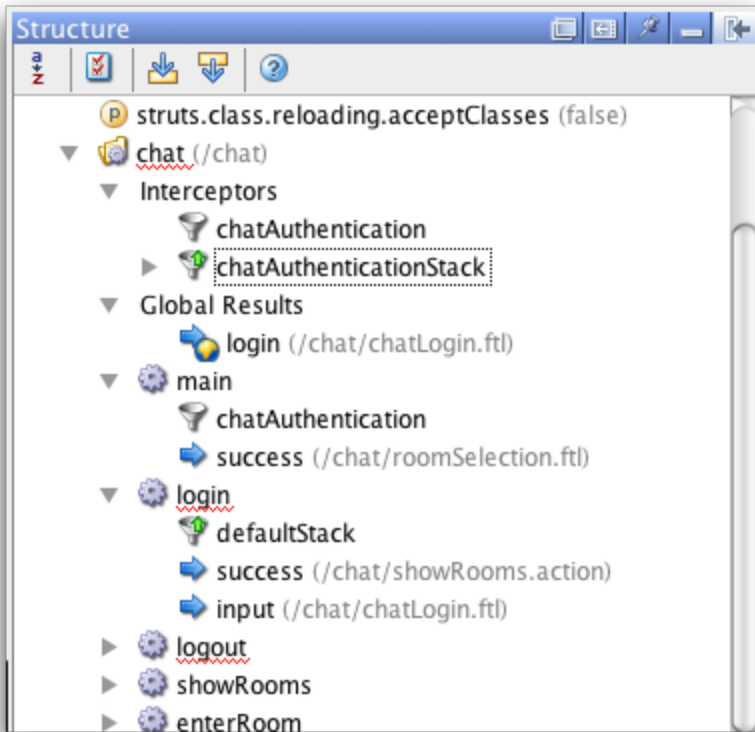 Structure
a
z
?
P struts.class.reloading.acceptClasses (false)
chat (/chat)
Interceptors
chatAuthentication
chatAuthenticationStack
Global Results
login (/chat/chatLogin.ftl)
main
chatAuthentication
success (/chat/roomSelection.ftl)
login
defaultStack
success (/chat/showRooms.action)
input (/chat/chatLogin.ftl)
logout
showRooms
enterRoom